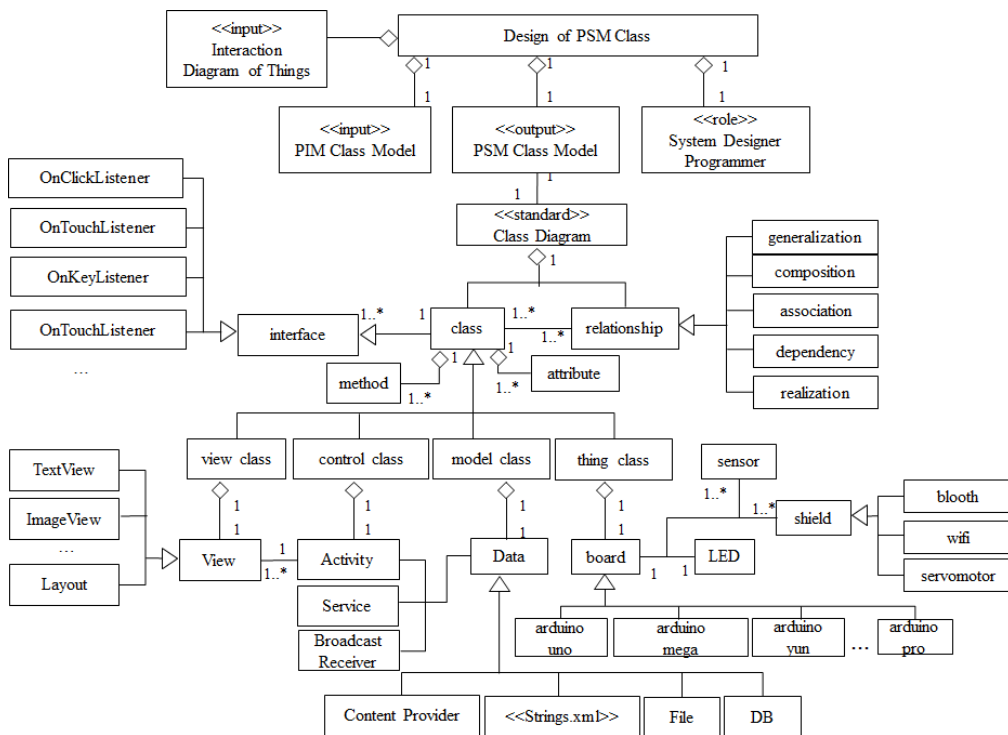 <<input>>
Interaction
Diagram of Things
Design of PSM Class
1
1
1
1
1
1
<<input>>
PIM Class Model
<<output>>
PSM Class Model
<<role>>
System Designer
Programmer
1
1
<<standard>>
Class Diagram
1
OnClickListener
OnTouchListener
OnKeyListener
OnTouchListener
...
interface
1..*
1
class
1..*
1..*
relationship
generalization
composition
association
dependency
realization
method
1
1..*
1
1..*
attribute
view class
control class
model class
thing class
1
1
1
1
1
1
1
1
TextView
ImageView
...
Layout
View
1
1..*
Activity
Service
Broadcast
Receiver
Data
board
1
1
LED
sensor
1..*
1..*
shield
blooth
wifi
servomotor
arduino
uno
arduino
mega
arduino
yun
...
arduino
pro
Content Provider
<<Strings.xml>>
File
DB